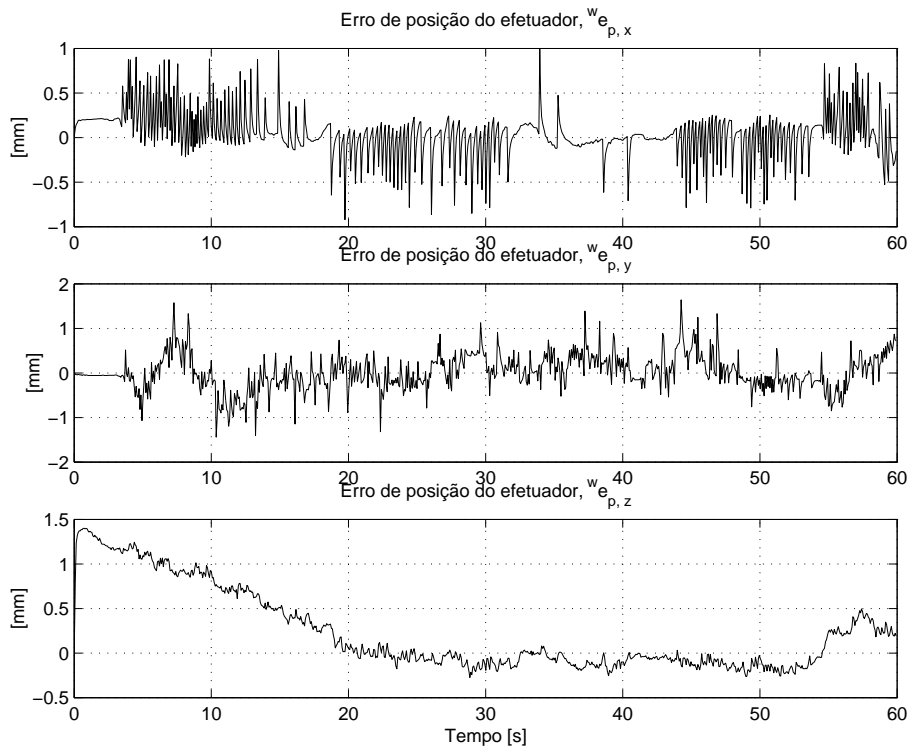 Erro de posição do efetuador, ʷeₚ, ₓ
1
0.5
0
−0.5
−1
[mm]
0 10 20 30 40 50 60
Erro de posição do efetuador, ʷe_p, y
2
1
0
−1
−2
[mm]
0 10 20 30 40 50 60
Erro de posição do efetuador, ʷe_p, z
1.5
1
0.5
0
−0.5
[mm]
0 10 20 30 40 50 60
Tempo [s]